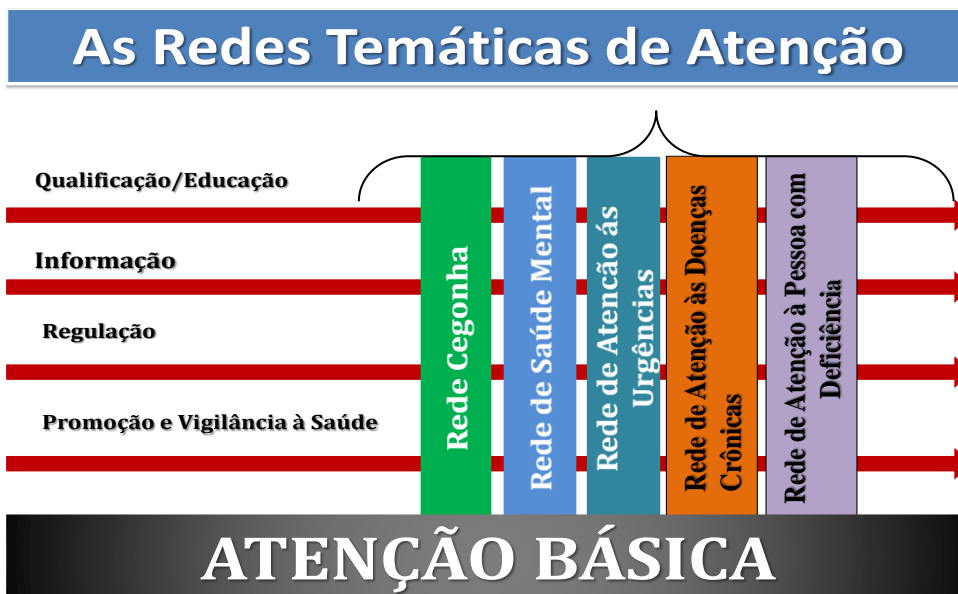 As Redes Temáticas de Atenção
Qualificação/Educação
Informação
Regulação
Promoção e Vigilância à Saúde
Rede Cegonha
Rede de Saúde Mental
Rede de Atencão ás
Urgências
Rede de Atenção às Doenças
Crônicas
Rede de Atenção à Pessoa com
Deficiência
ATENÇÃO BÁSICA